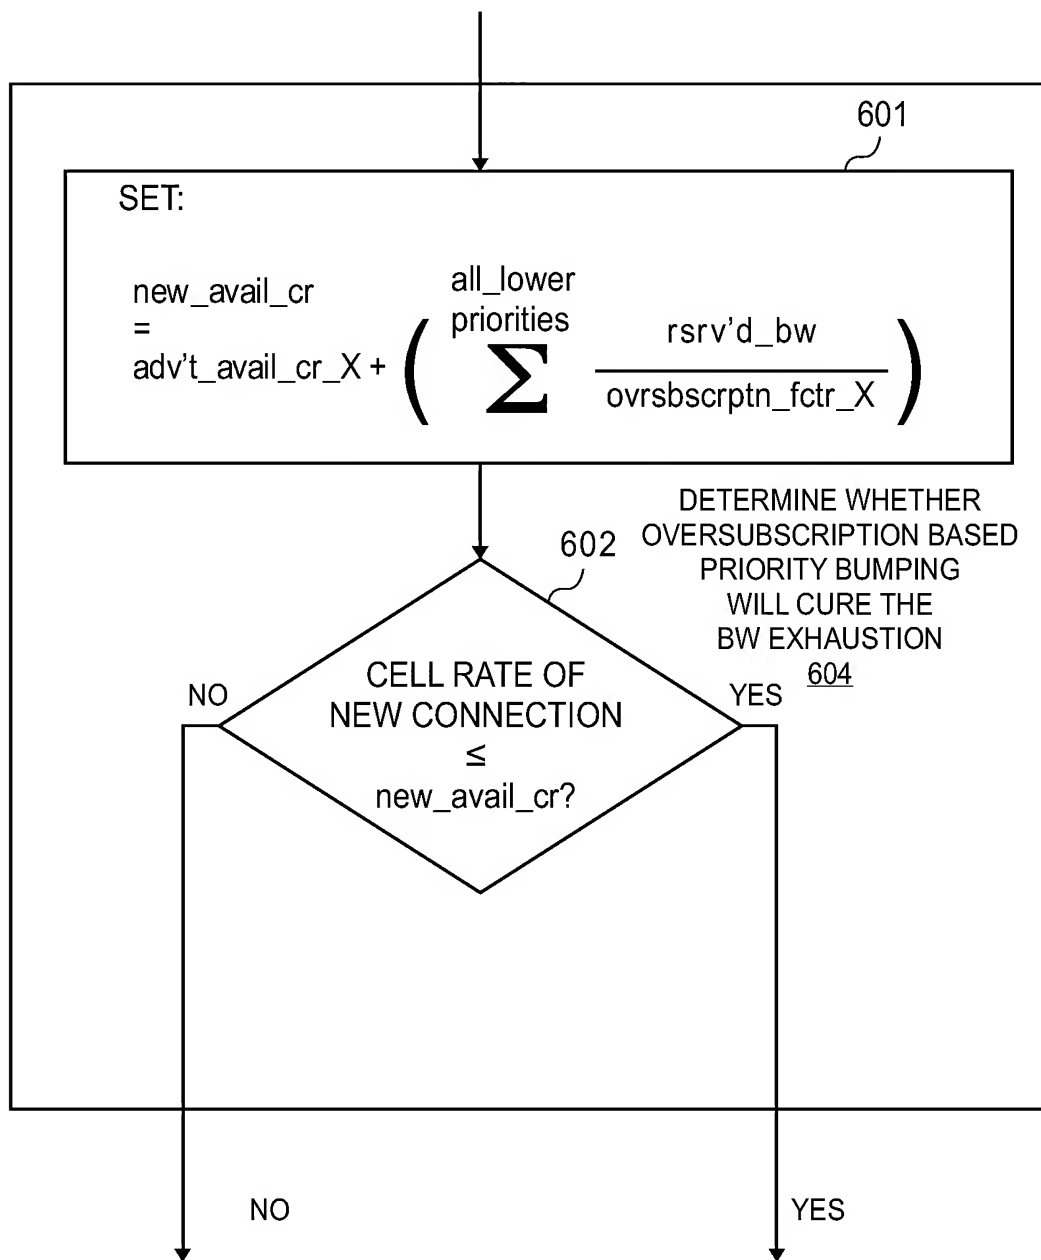 601
SET:
new_avail_cr
=
adv't_avail_cr_X + ( Σ
all_lower
priorities
rsrv'd_bw
ovrsbscrptn_fctr_X )
DETERMINE WHETHER
OVERSUBSCRIPTION BASED
PRIORITY BUMPING
WILL CURE THE
BW EXHAUSTION
604
602
CELL RATE OF
NEW CONNECTION
≤
new_avail_cr?
NO
YES
NO
YES